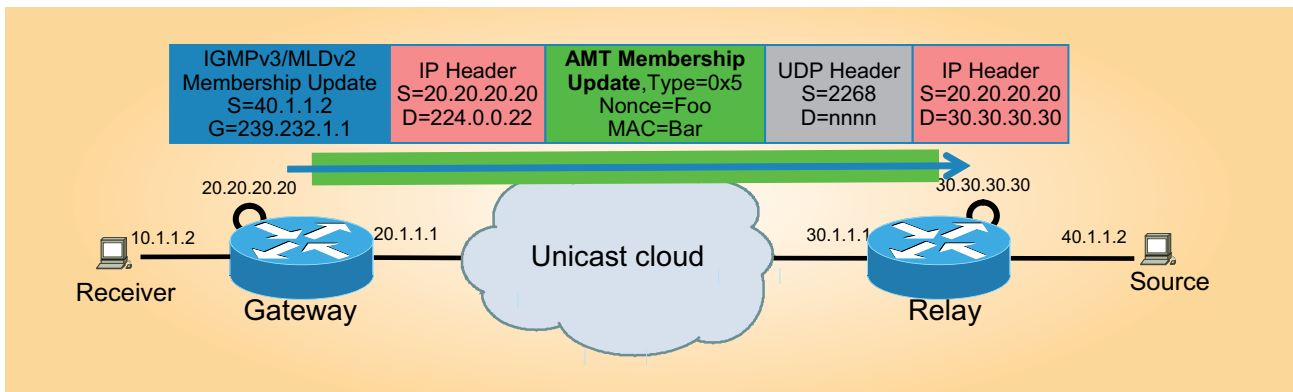 IGMPv3/MLDv2
Membership Update
S=40.1.1.2
G=239.232.1.1
IP Header
S=20.20.20.20
D=224.0.0.22
AMT Membership
Update,Type=0x5
Nonce=Foo
MAC=Bar
UDP Header
S=2268
D=nnnn
IP Header
S=20.20.20.20
D=30.30.30.30
20.20.20.20
30.30.30.30
10.1.1.2
20.1.1.1
Unicast cloud
30.1.1.1
40.1.1.2
Receiver
Gateway
Relay
Source